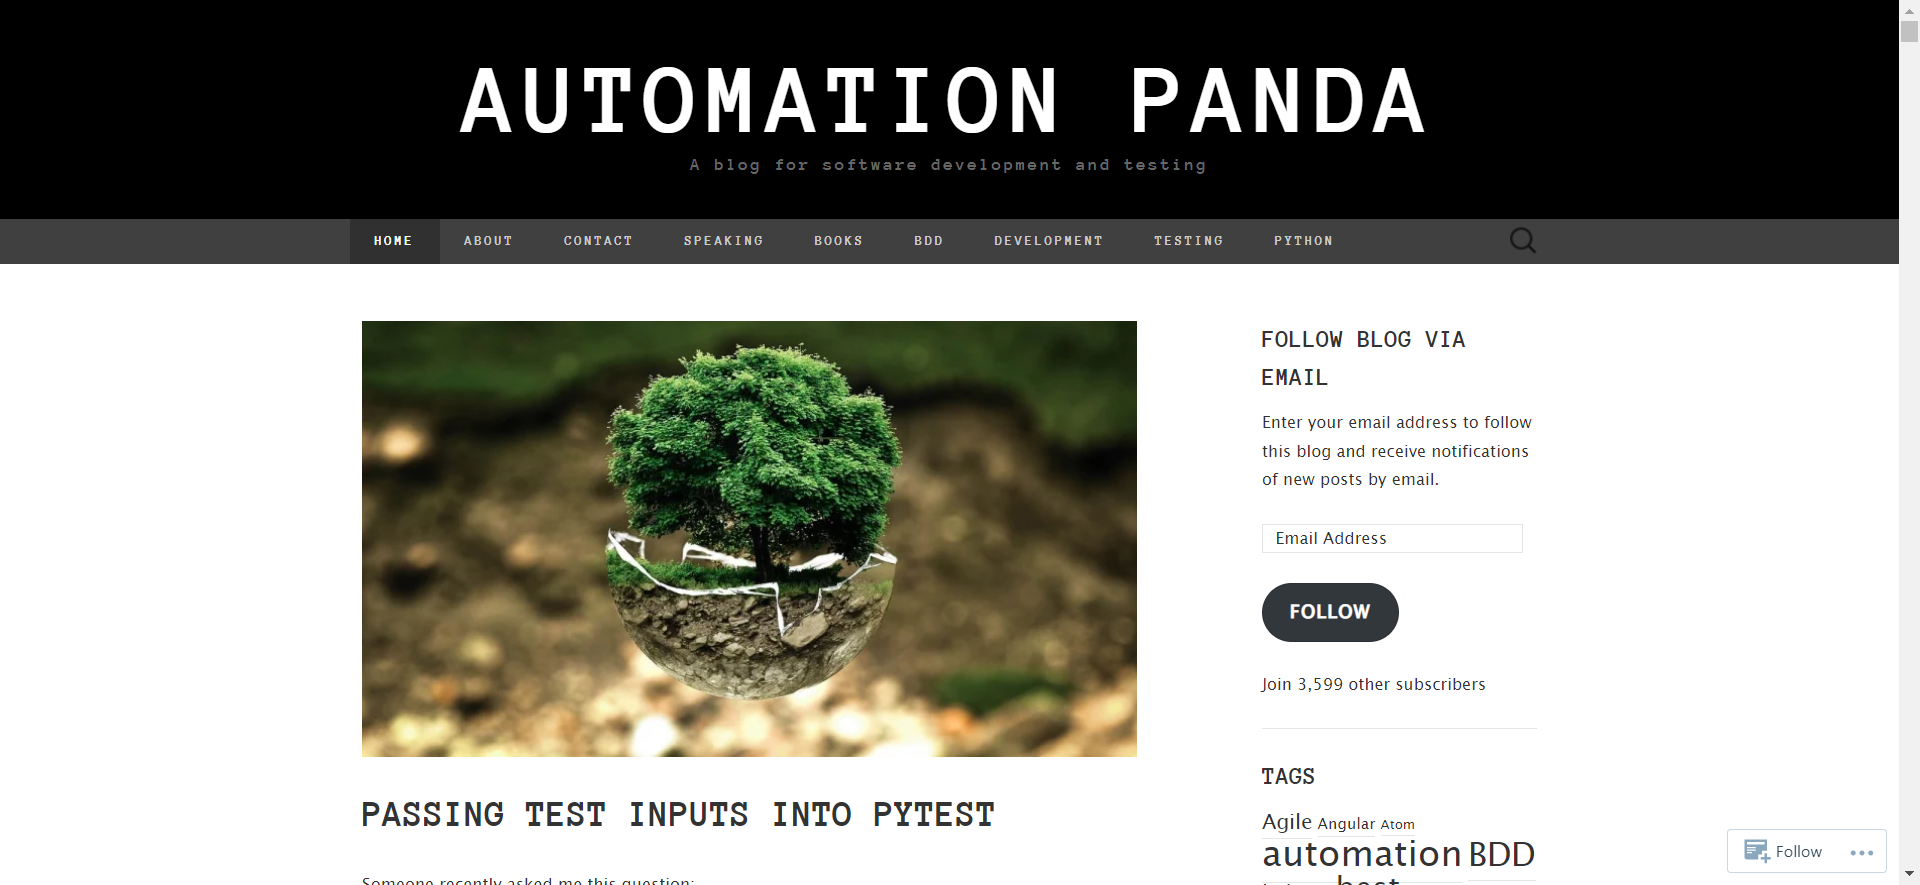 AUTOMATION PANDA
A blog for software development and testing
HOME ABOUT CONTACT SPEAKING BOOKS BDD DEVELOPMENT TESTING PYTHON
PASSING TEST INPUTS INTO PYTEST
Someone recently asked me this question:
FOLLOW BLOG VIA
EMAIL
Enter your email address to follow
this blog and receive notifications
of new posts by email.
Email Address
FOLLOW
Join 3,599 other subscribers
TAGS
Agile Angular Atom
automation BDD
best
Follow